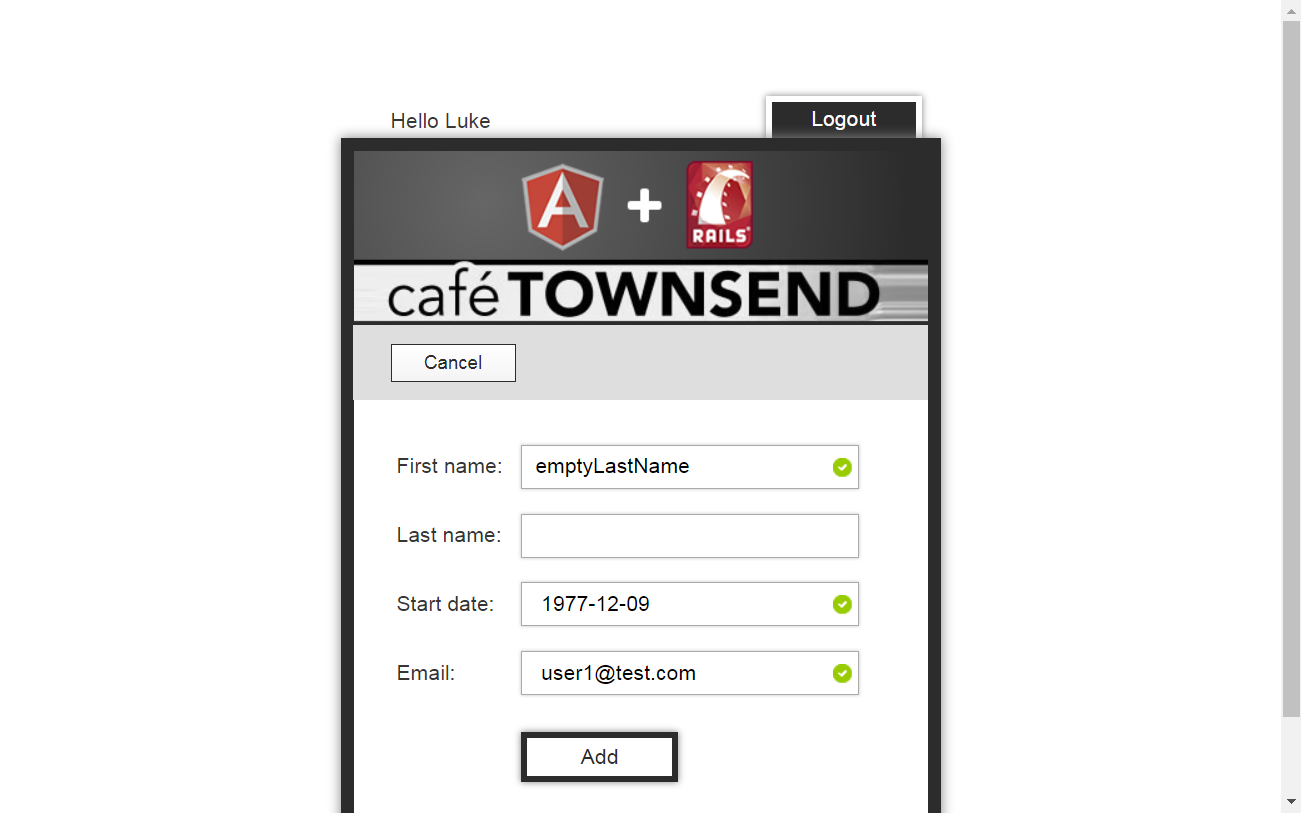 Hello Luke
Logout
A + RAILS
café TOWNSEND
Cancel
First name: emptyLastName
Last name:
Start date: 1977-12-09
Email: user1@test.com
Add